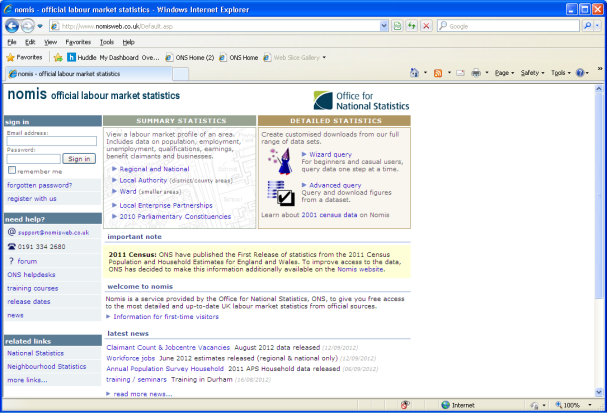 nomis - official labour market statistics - Windows Internet Explorer
http://www.nomisweb.co.uk/Default.asp
Google
File Edit View Favorites Tools Help
Favorites Huddle My Dashboard Ove... ONS Home (2) ONS Home Web Slice Gallery
nomis - official labour market statistics
Page Safety Tools
nomis official labour market statistics
Office for
National Statistics
sign in
Email address:
Password:
Sign in
remember me
forgotten password?
register with us
need help?
@ support@nomisweb.co.uk
0191 334 2680
? forum
ONS helpdesks
training courses
release dates
news
related links
National Statistics
Neighbourhood Statistics
more links...
SUMMARY STATISTICS
View a labour market profile of an area.
Includes data on population, employment,
unemployment, qualifications, earnings,
benefit claimants and businesses.
Regional and National
Local Authority (district/county areas)
Ward (smaller areas)
Local Enterprise Partnerships
2010 Parliamentary Constituencies
DETAILED STATISTICS
Create customised downloads from our full
range of data sets.
Wizard query
For beginners and casual users,
query data one step at a time.
Advanced query
Query and download figures
from a dataset.
Learn about 2001 census data on Nomis
important note
2011 Census: ONS have published the First Release of statistics from the 2011 Census
Population and Household Estimates for England and Wales. To improve access to the data,
ONS has decided to make this information additionally available on the Nomis website.
welcome to nomis
Nomis is a service provided by the Office for National Statistics, ONS, to give you free access
to the most detailed and up-to-date UK labour market statistics from official sources.
Information for first-time visitors
latest news
Claimant Count & Jobcentre Vacancies August 2012 data released (12/09/2012)
Workforce jobs June 2012 estimates released (regional & national only) (12/09/2012)
Annual Population Survey Household 2011 APS Household data released (06/09/2012)
training / seminars Training in Durham (16/08/2012)
read more news...
Internet
100%